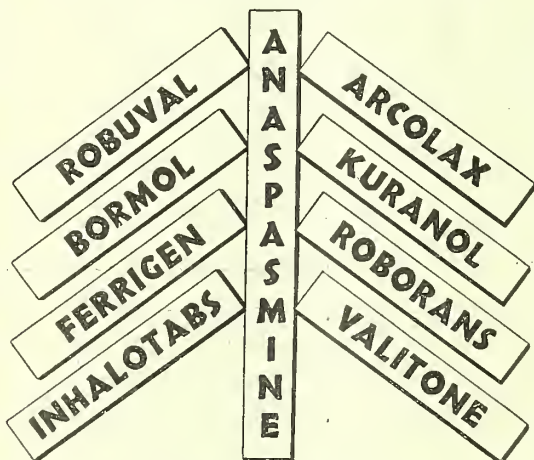 ANASPASMINE
ROBUVAL
BORMOL
FERRIGEN
INHALOTABS
ARCOLAX
KURANOL
ROBORANS
VALITONE